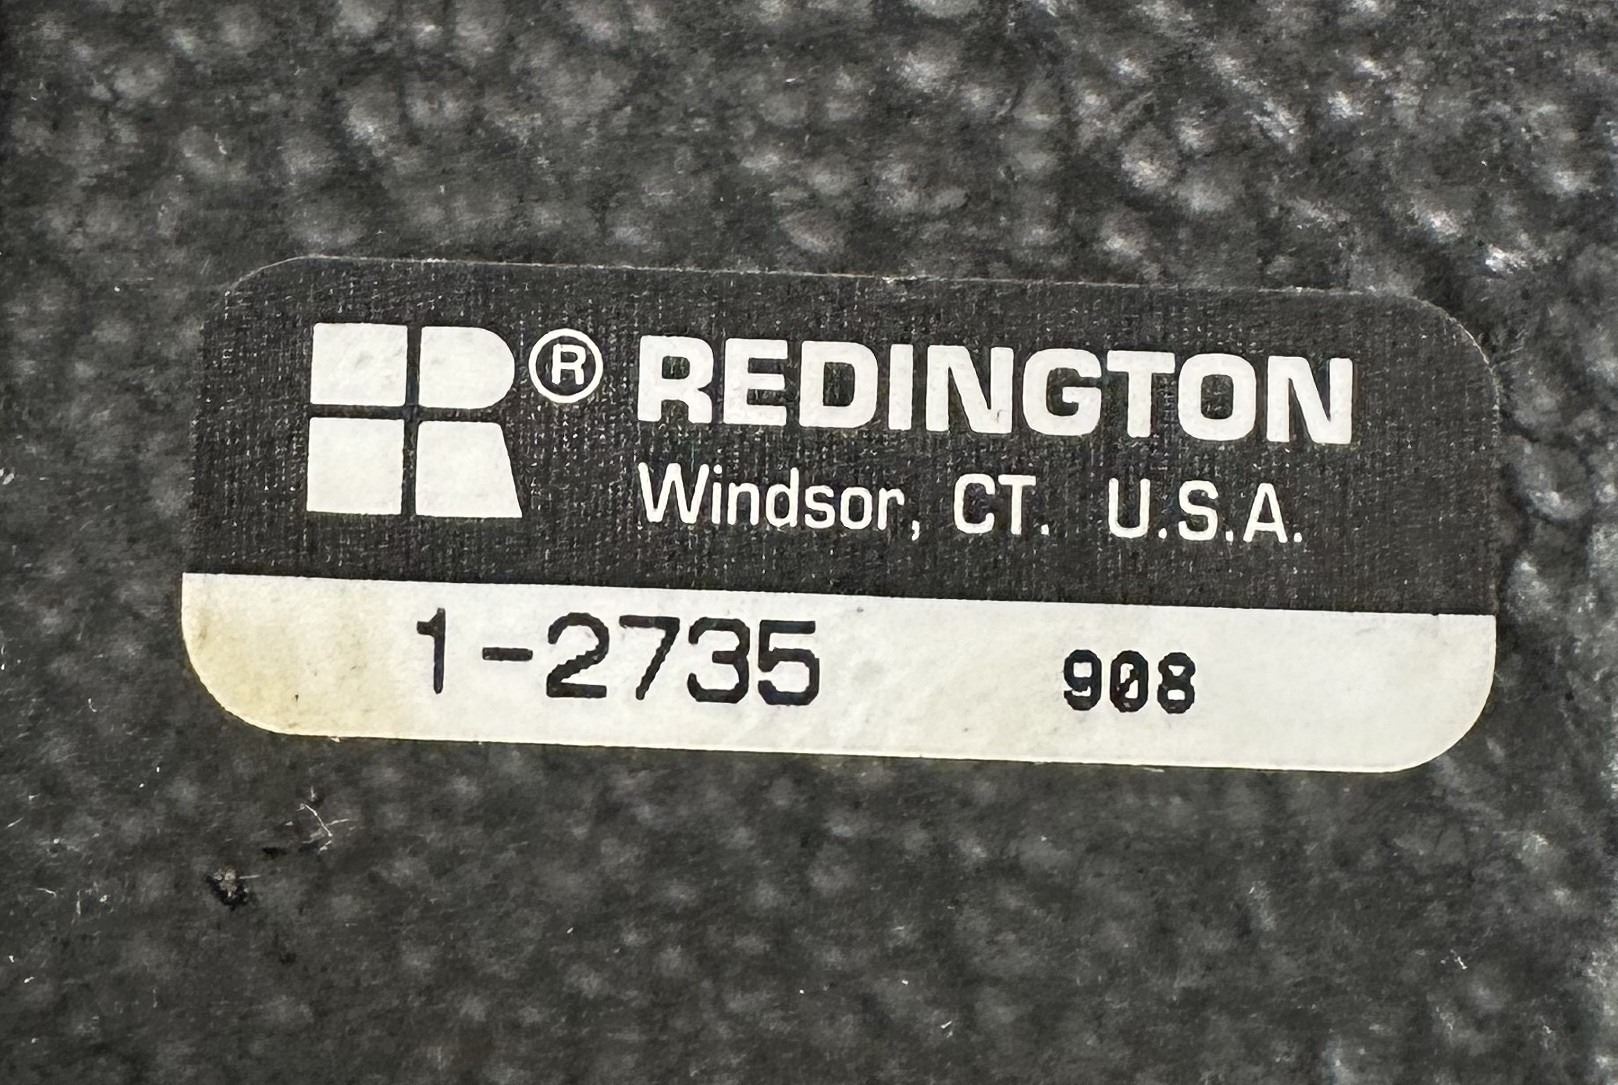 R® REDINGTON
Windsor, CT. U.S.A.
1-2735 908